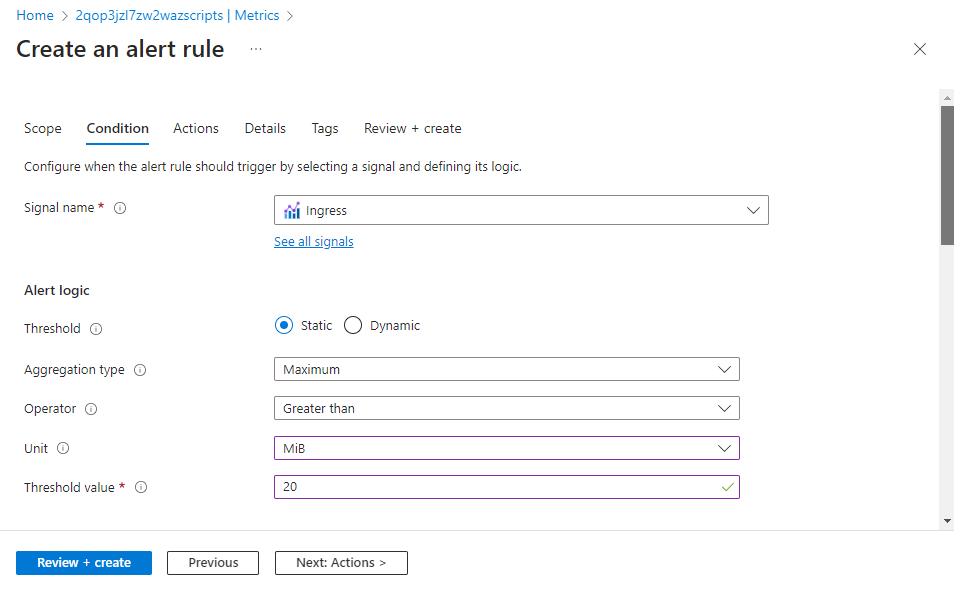 Home > 2qop3jzl7zw2wazscripts | Metrics >
Create an alert rule ...
Scope Condition Actions Details Tags Review + create
Configure when the alert rule should trigger by selecting a signal and defining its logic.
Signal name * Ingress
See all signals
Alert logic
Threshold Static Dynamic
Aggregation type Maximum
Operator Greater than
Unit MiB
Threshold value * 20
Review + create Previous Next: Actions >